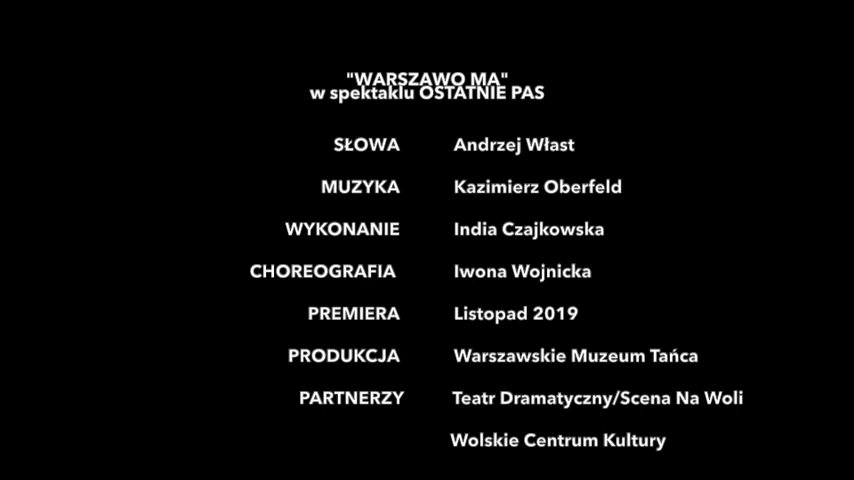 "WARSZAWO MA"
w spektaklu OSTATNIE PAS
SŁOWA Andrzej Włast
MUZYKA Kazimierz Oberfeld
WYKONANIE India Czajkowska
CHOREOGRAFIA Iwona Wojnicka
PREMIERA Listopad 2019
PRODUKCJA Warszawskie Muzeum Tańca
PARTNERZY Teatr Dramatyczny/Scena Na Woli
Wolskie Centrum Kultury